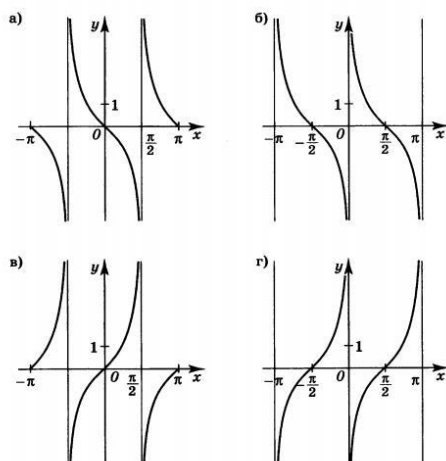 а) y
1
−π 0 π/2 π x
б) y
1
−π/2 0 π/2 π x
в) y
1
−π 0 π/2 π x
г) y
1
−π −π/2 0 π/2 π x